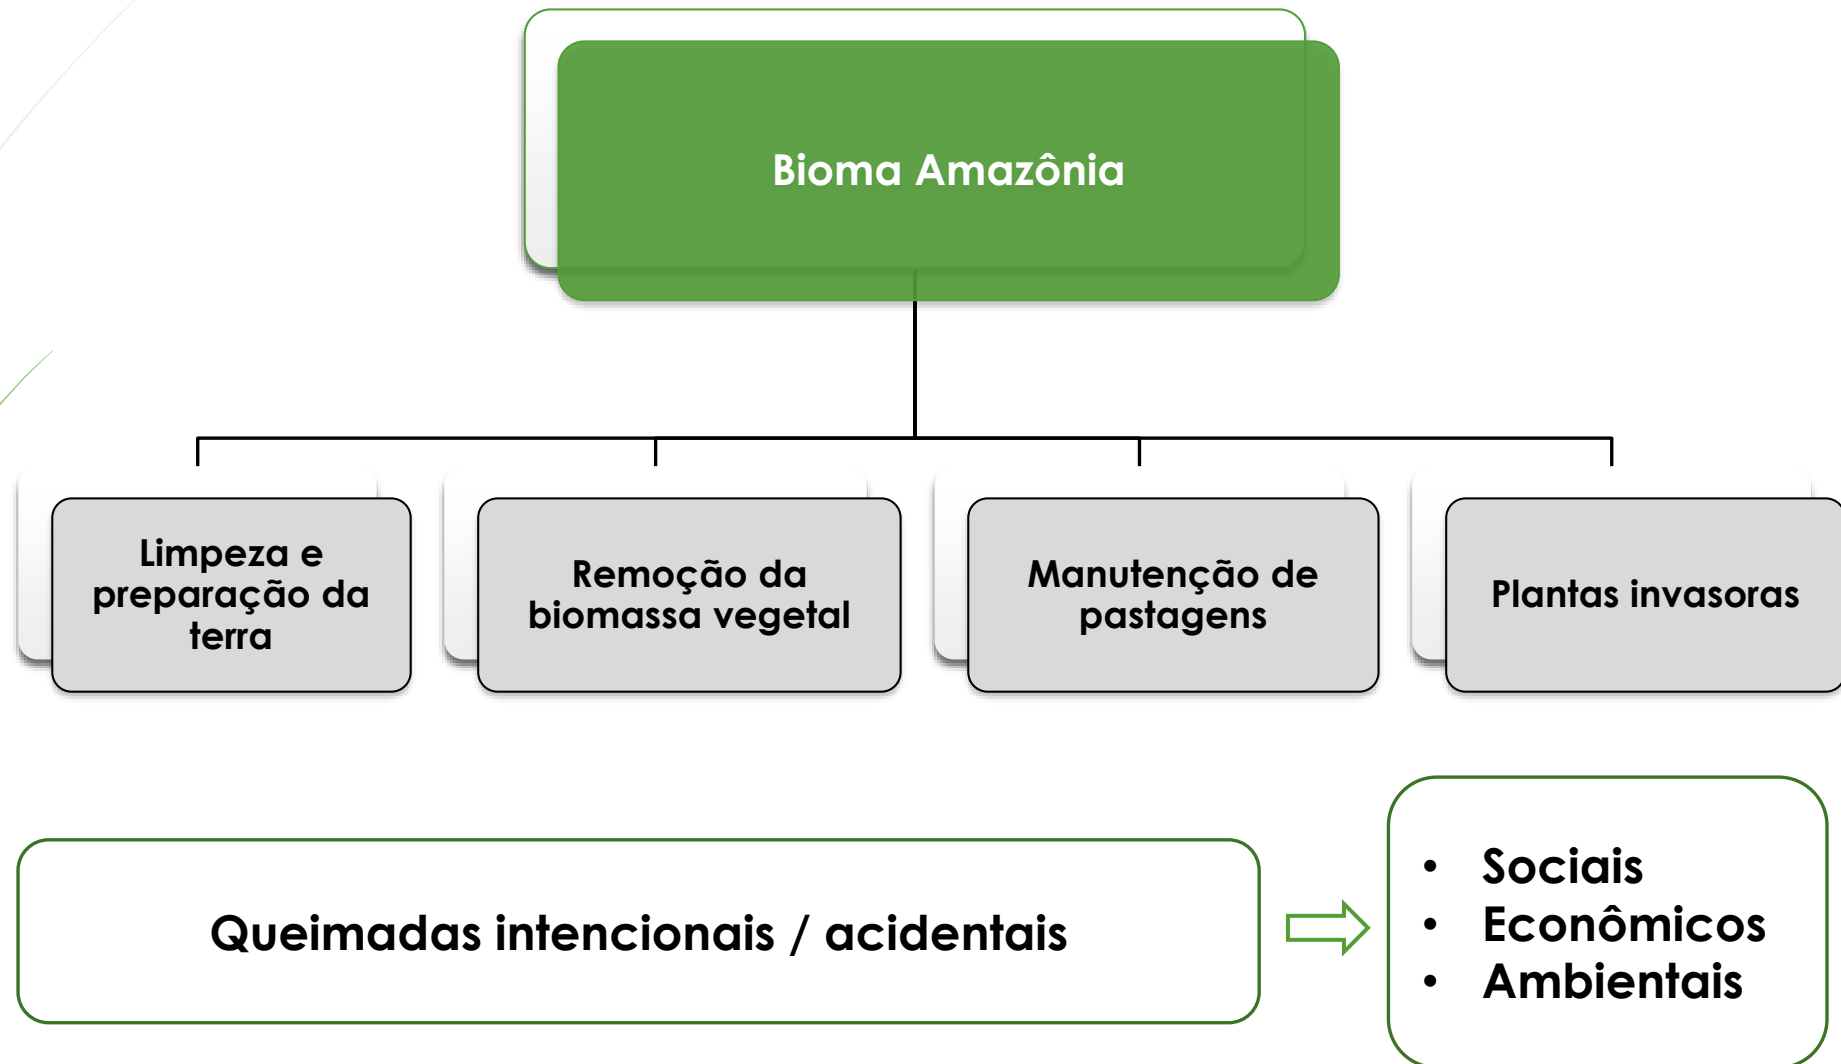 Bioma Amazônia
Limpeza e
preparação da
terra
Remoção da
biomassa vegetal
Manutenção de
pastagens
Plantas invasoras
Queimadas intencionais / acidentais
• Sociais
• Econômicos
• Ambientais